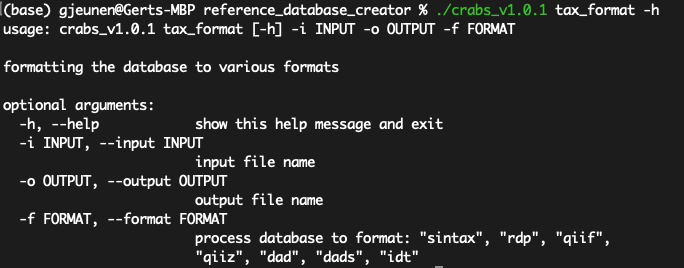 (base) gjeunen@Gerts-MBP reference_database_creator % ./crabs_v1.0.1 tax_format -h
usage: crabs_v1.0.1 tax_format [-h] -i INPUT -o OUTPUT -f FORMAT
formatting the database to various formats
optional arguments:
-h, --help show this help message and exit
-i INPUT, --input INPUT
input file name
-o OUTPUT, --output OUTPUT
output file name
-f FORMAT, --format FORMAT
process database to format: "sintax", "rdp", "qiif",
"qiiz", "dad", "dads", "idt"